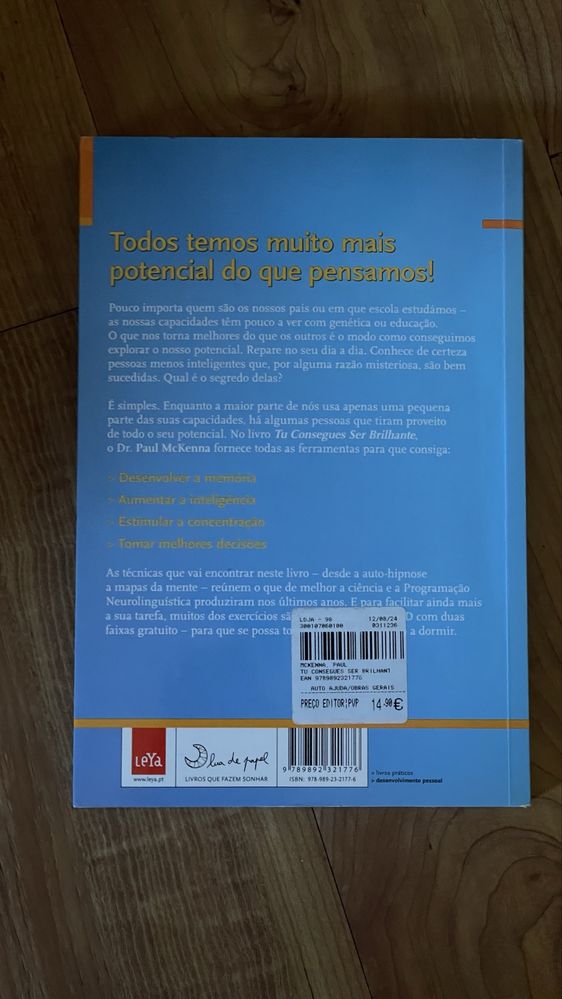 Todos temos muito mais
potencial do que pensamos!
Pouco importa quem são os nossos pais ou em que escola estudámos –
as nossas capacidades têm pouco a ver com genética ou educação.
O que nos torna melhores do que os outros é o modo como conseguimos
explorar o nosso potencial. Repare no seu dia a dia. Conhece de certeza
pessoas menos inteligentes que, por alguma razão misteriosa, são bem
sucedidas. Qual é o segredo delas?
É simples. Enquanto a maior parte de nós usa apenas uma pequena
parte das suas capacidades, há algumas pessoas que tiram proveito
de todo o seu potencial. No livro Tu Consegues Ser Brilhante,
o Dr. Paul McKenna fornece todas as ferramentas para que consiga:
> Desenvolver a memória
> Aumentar a inteligência
> Estimular a concentração
> Tomar melhores decisões
As técnicas que vai encontrar neste livro – desde a auto-hipnose
a mapas da mente – reúnem o que de melhor a ciência e a Programação
Neurolinguística produziram nos últimos anos. E para facilitar ainda mais
a sua tarefa, muitos dos exercícios sã D com duas
faixas gratuito – para que se possa to a dormir.
LOJA - 98 12/08/24
300107060100 0311236
MCKENNA, PAUL
TU CONSEGUES SER BRILHANT
EAN 9789892321776
AUTO AJUDA/OBRAS GERAIS
PREÇO EDITOR|PVP 14.90€
LEYA
www.leya.pt
lua de papel
LIVROS QUE FAZEM SONHAR
9 789892 321776
ISBN: 978-989-23-2177-6
> livros práticos
> desenvolvimento pessoal